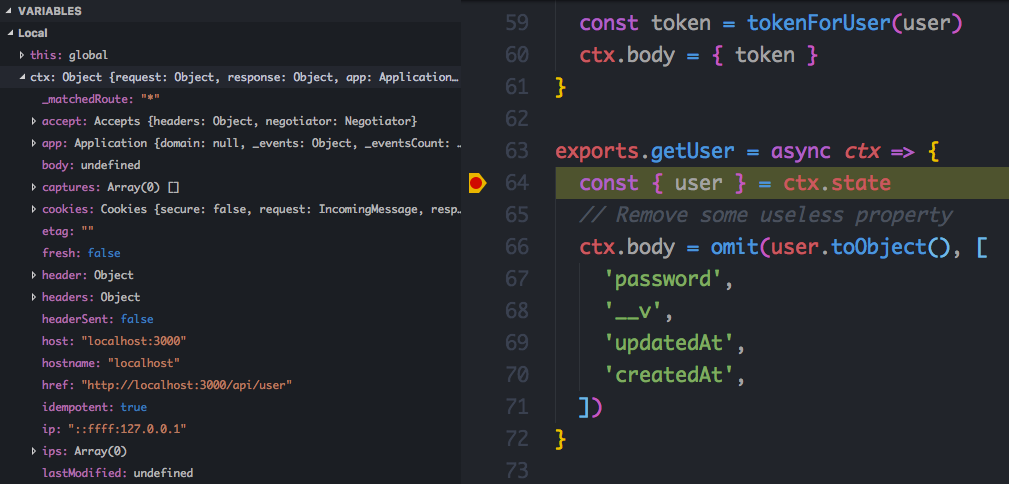 VARIABLES
Local
this: global
ctx: Object {request: Object, response: Object, app: Application…
_matchedRoute: "*"
accept: Accepts {headers: Object, negotiator: Negotiator}
app: Application {domain: null, _events: Object, _eventsCount: …
body: undefined
captures: Array(0) []
cookies: Cookies {secure: false, request: IncomingMessage, resp…
etag: ""
fresh: false
header: Object
headers: Object
headerSent: false
host: "localhost:3000"
hostname: "localhost"
href: "http://localhost:3000/api/user"
idempotent: true
ip: "::ffff:127.0.0.1"
ips: Array(0)
lastModified: undefined
59 const token = tokenForUser(user)
60 ctx.body = { token }
61 }
62
63 exports.getUser = async ctx => {
64 const { user } = ctx.state
65 // Remove some useless property
66 ctx.body = omit(user.toObject(), [
67 'password',
68 '__v',
69 'updatedAt',
70 'createdAt',
71 ])
72 }
73